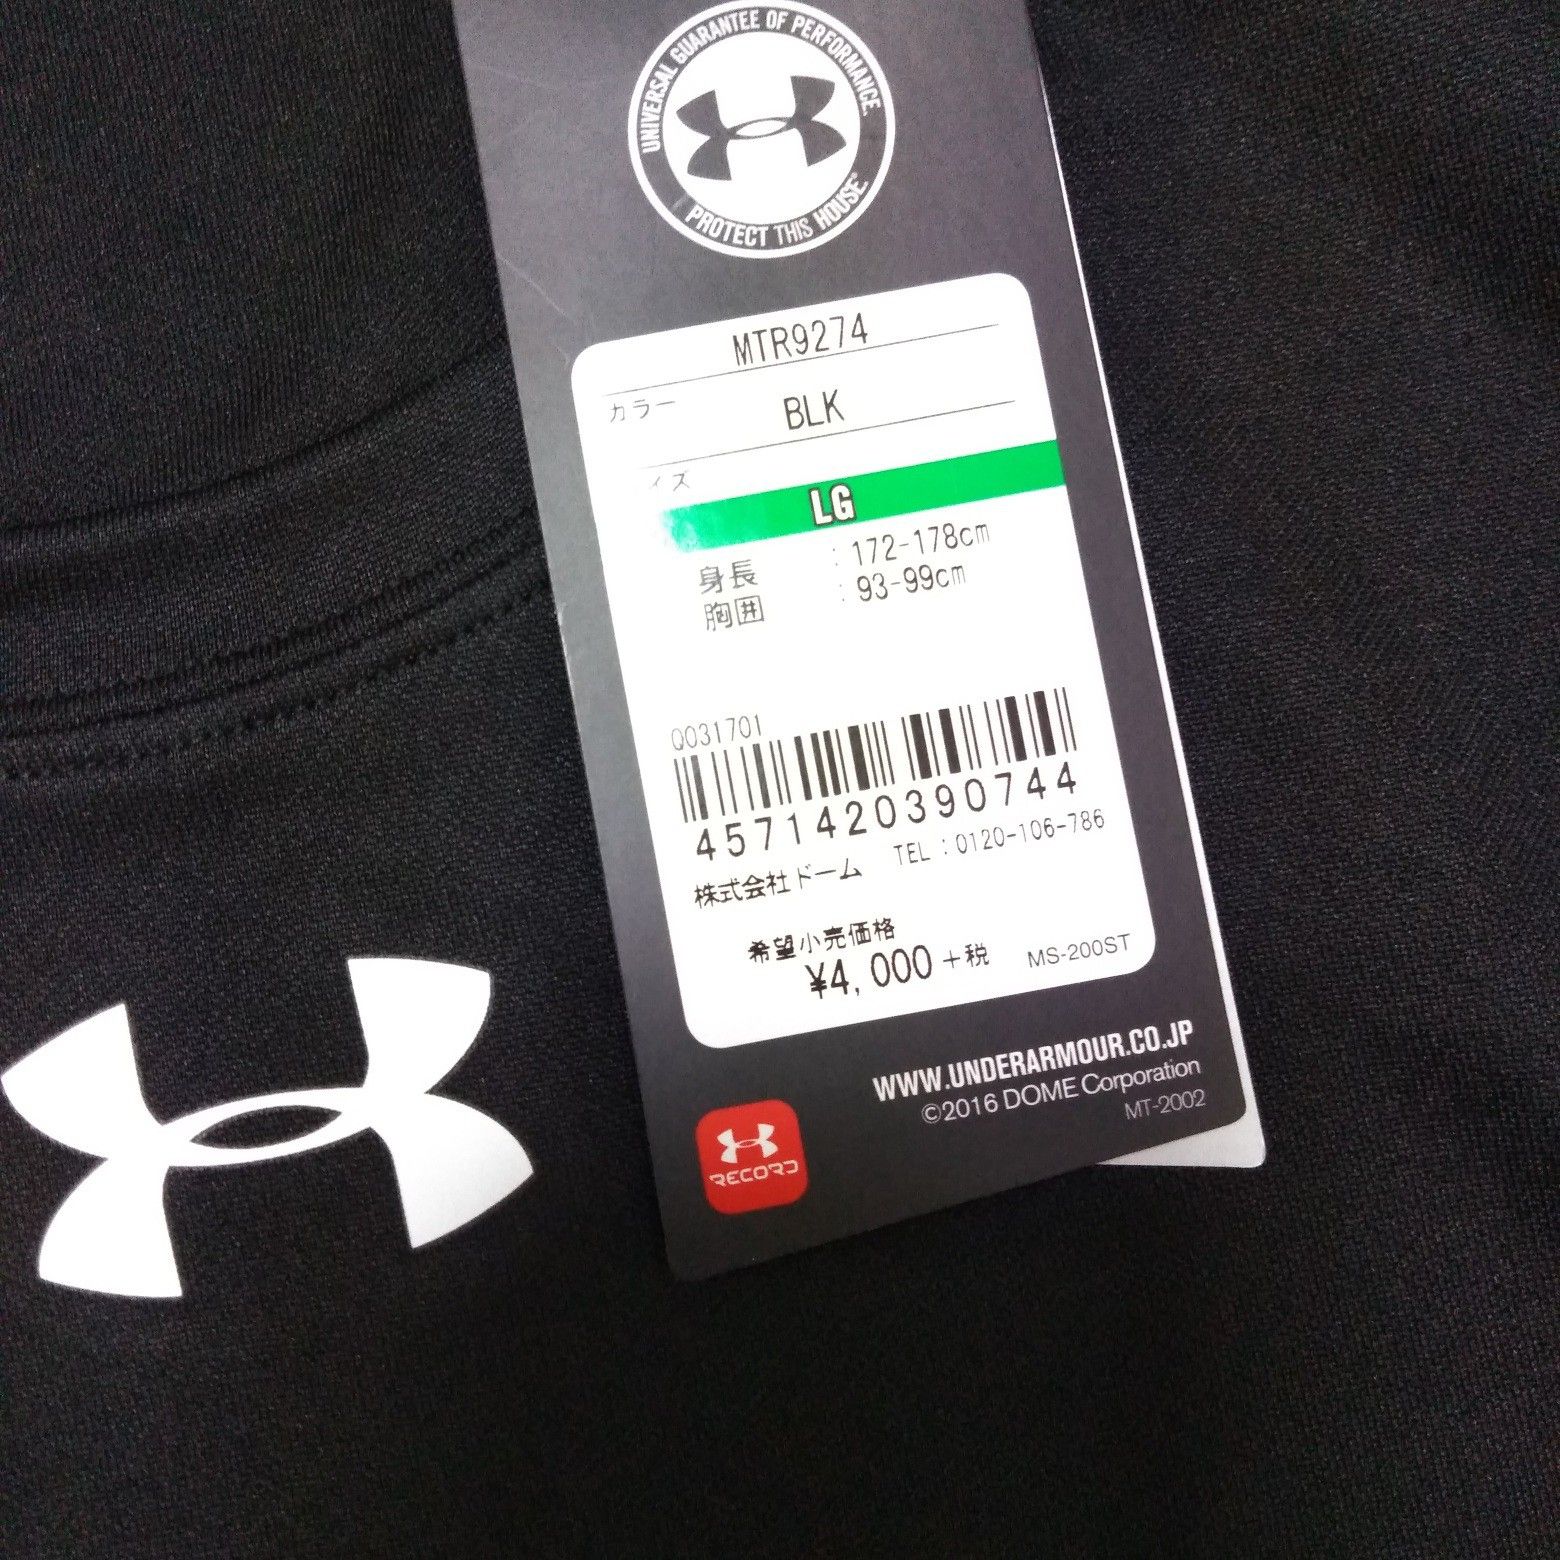 UNIVERSAL GUARANTEE OF PERFORMANCE.
PROTECT THIS HOUSE®
MTR9274
カラー BLK
イズ
LG
身長 : 172-178cm
胸囲 : 93-99cm
Q031701
4571420390744
株式会社ドーム TEL : 0120-106-786
希望小売価格
¥4,000 +税 MS-200ST
WWW.UNDERARMOUR.CO.JP
©2016 DOME Corporation
MT-2002
RECORD